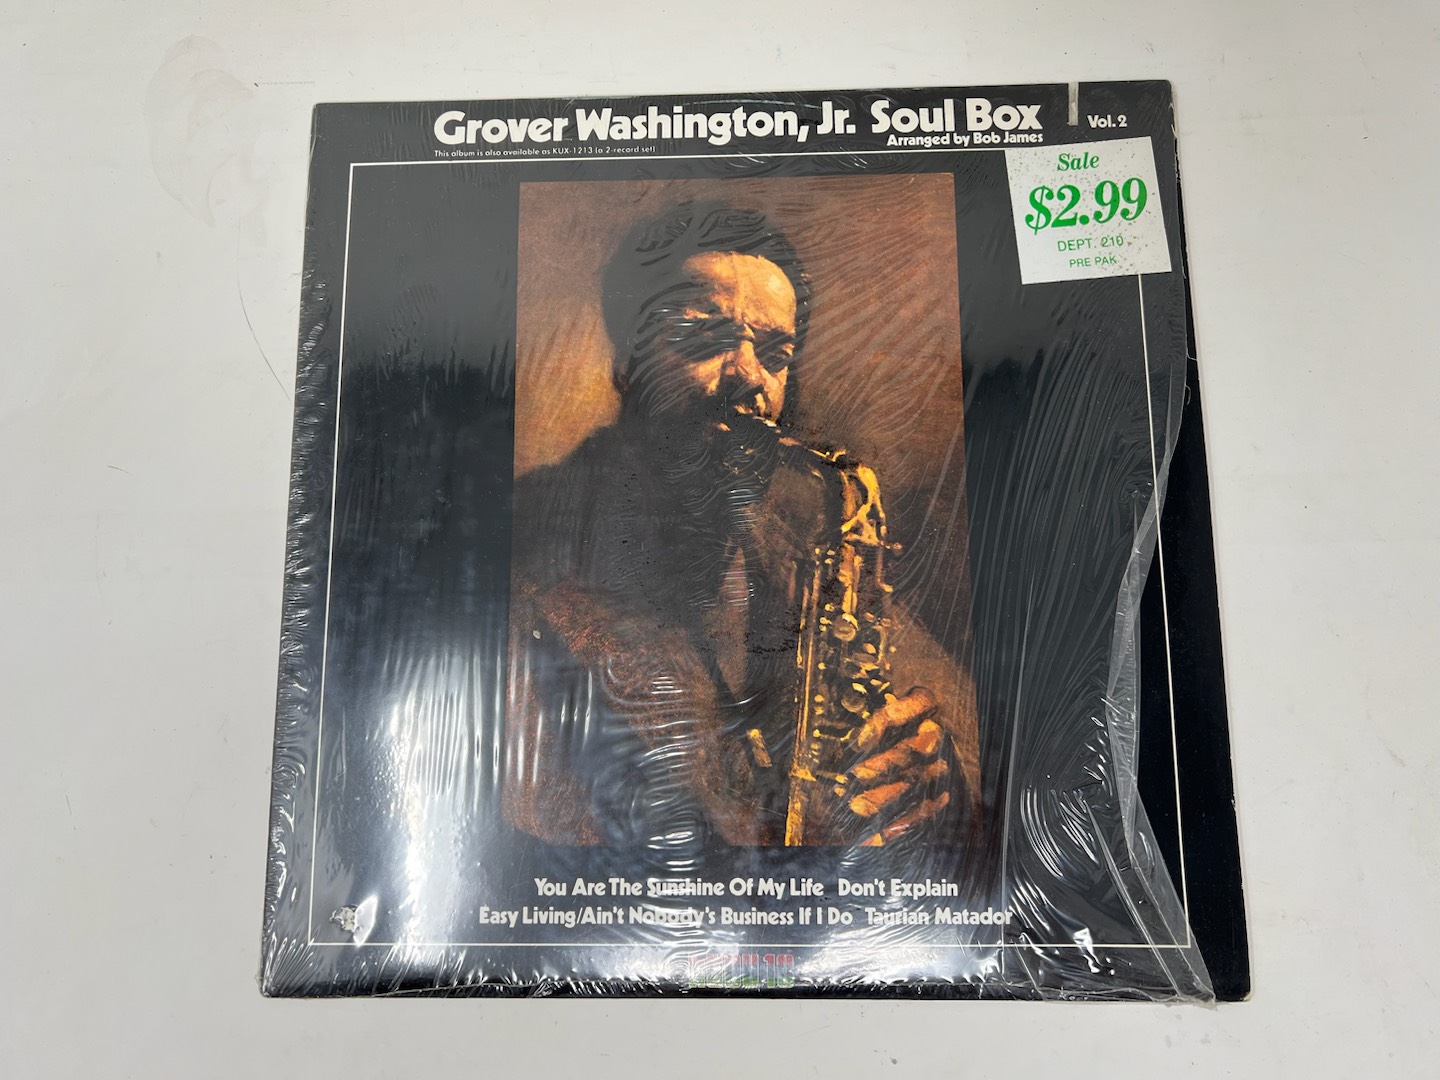 Grover Washington, Jr. Soul Box
Vol. 2
Arranged by Bob James
This album is also available as KUX-1213 (a 2-record set)
Sale
$2.99
DEPT. 210
PRE PAK
You Are The Sunshine Of My Life Don't Explain
Easy Living/Ain't Nobody's Business If I Do Taurian Matador